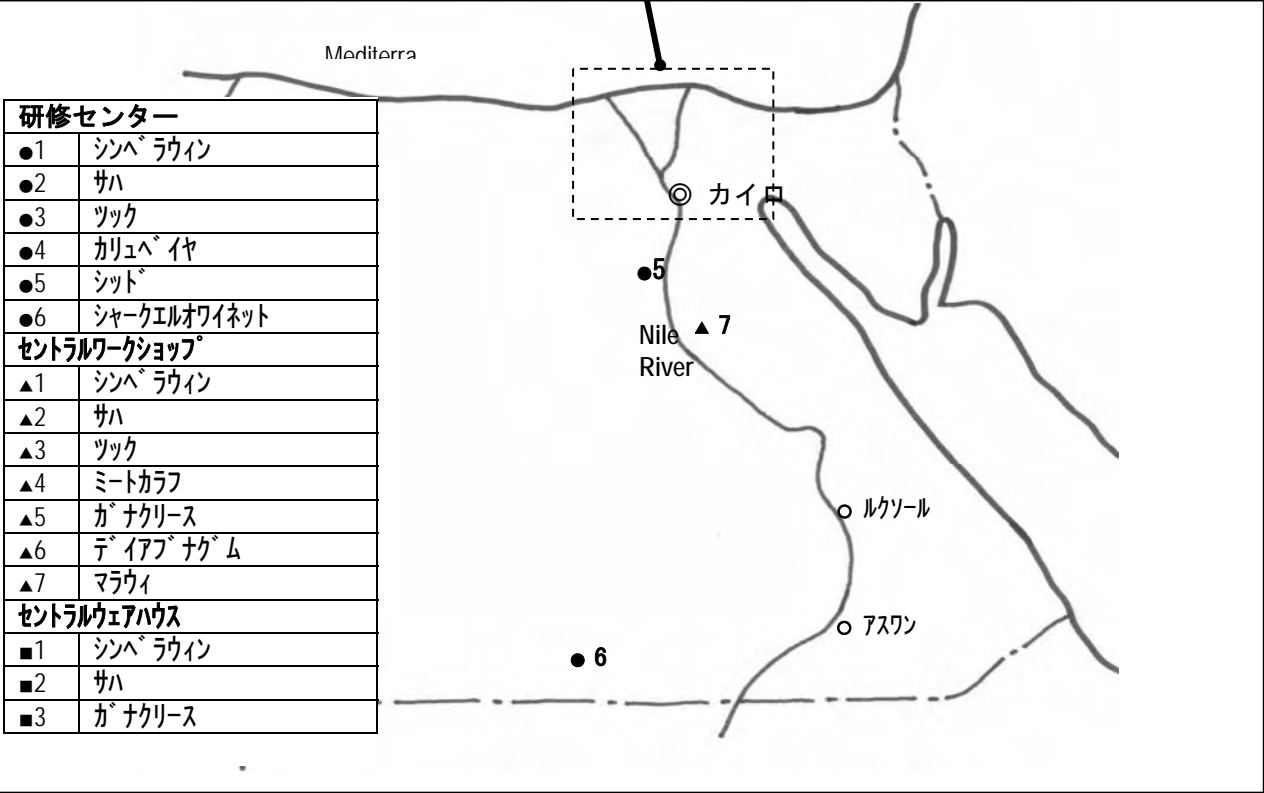 Mediterra
研修センター
●1 シンベラウィン
●2 サハ
●3 ツック
●4 カリュベイヤ
●5 シッド
●6 シャークエルオワイネット
セントラルワークショップ
▲1 シンベラウィン
▲2 サハ
▲3 ツック
▲4 ミートカラフ
▲5 ガナクリース
▲6 デイアブナグム
▲7 マラウィ
セントラルウェアハウス
■1 シンベラウィン
■2 サハ
■3 ガナクリース
◎ カイロ
●5
▲ 7
Nile
River
ルクソール
アスワン
● 6